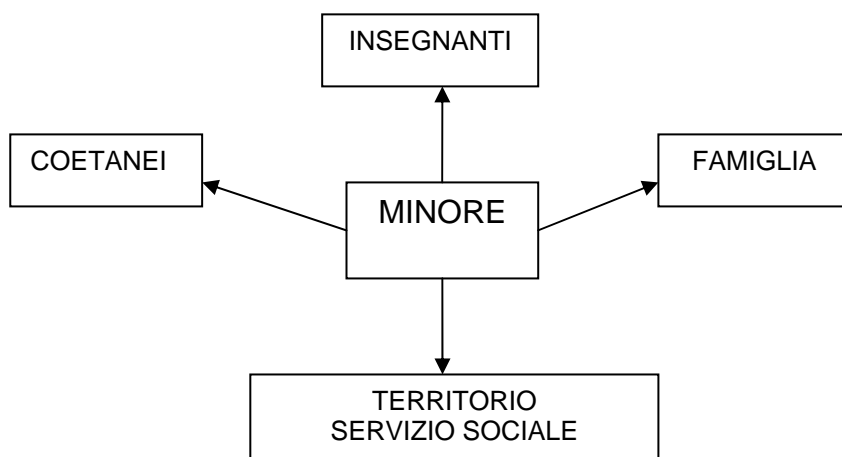 INSEGNANTI
COETANEI
FAMIGLIA
MINORE
TERRITORIO
SERVIZIO SOCIALE